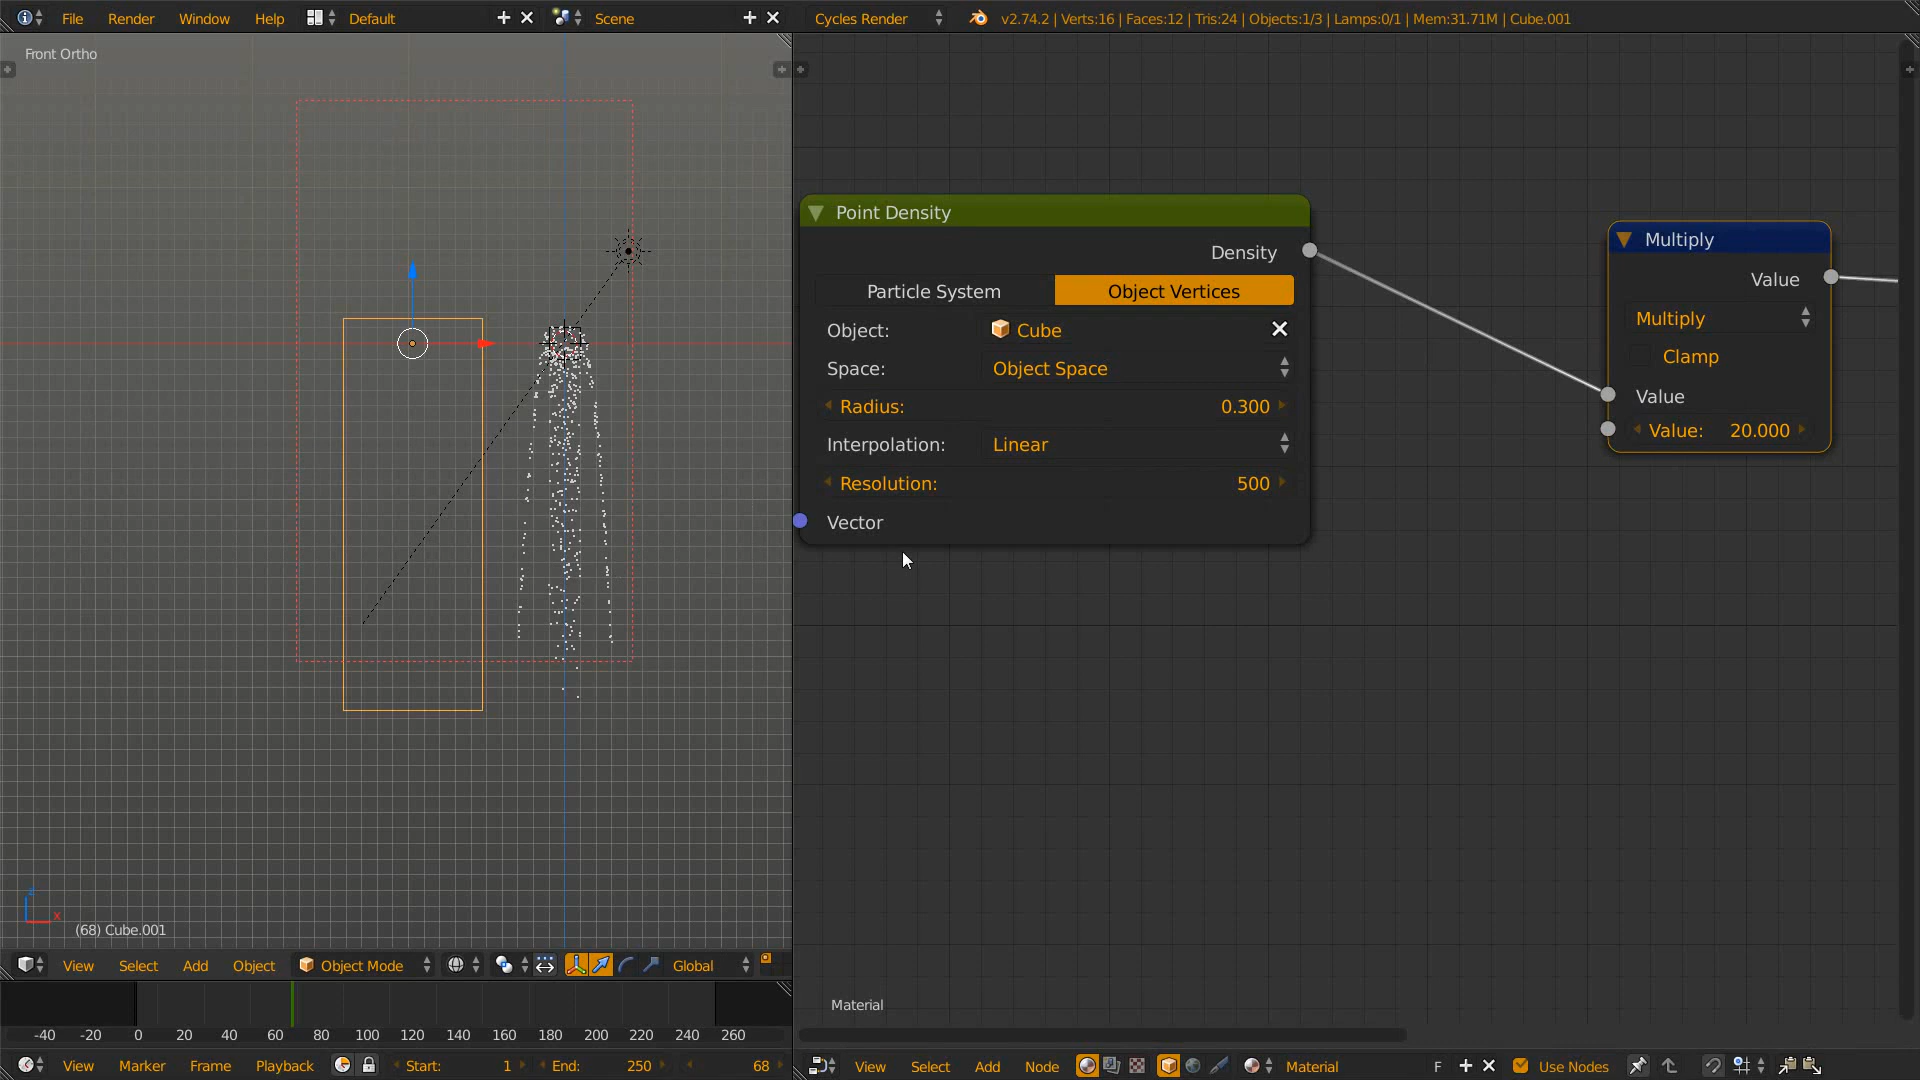 File Render Window Help Default Scene Cycles Render v2.74.2 | Verts:16 | Faces:12 | Tris:24 | Objects:1/3 | Lamps:0/1 | Mem:31.71M | Cube.001
Front Ortho
Point Density
Density
Particle System Object Vertices
Object: Cube
Space: Object Space
Radius: 0.300
Interpolation: Linear
Resolution: 500
Vector
Multiply
Value
Multiply
Clamp
Value
Value: 20.000
z
x
(68) Cube.001
View Select Add Object Object Mode Global
-40 -20 0 20 40 60 80 100 120 140 160 180 200 220 240 260
View Marker Frame Playback Start: 1 End: 250 68
Material
View Select Add Node Material F Use Nodes